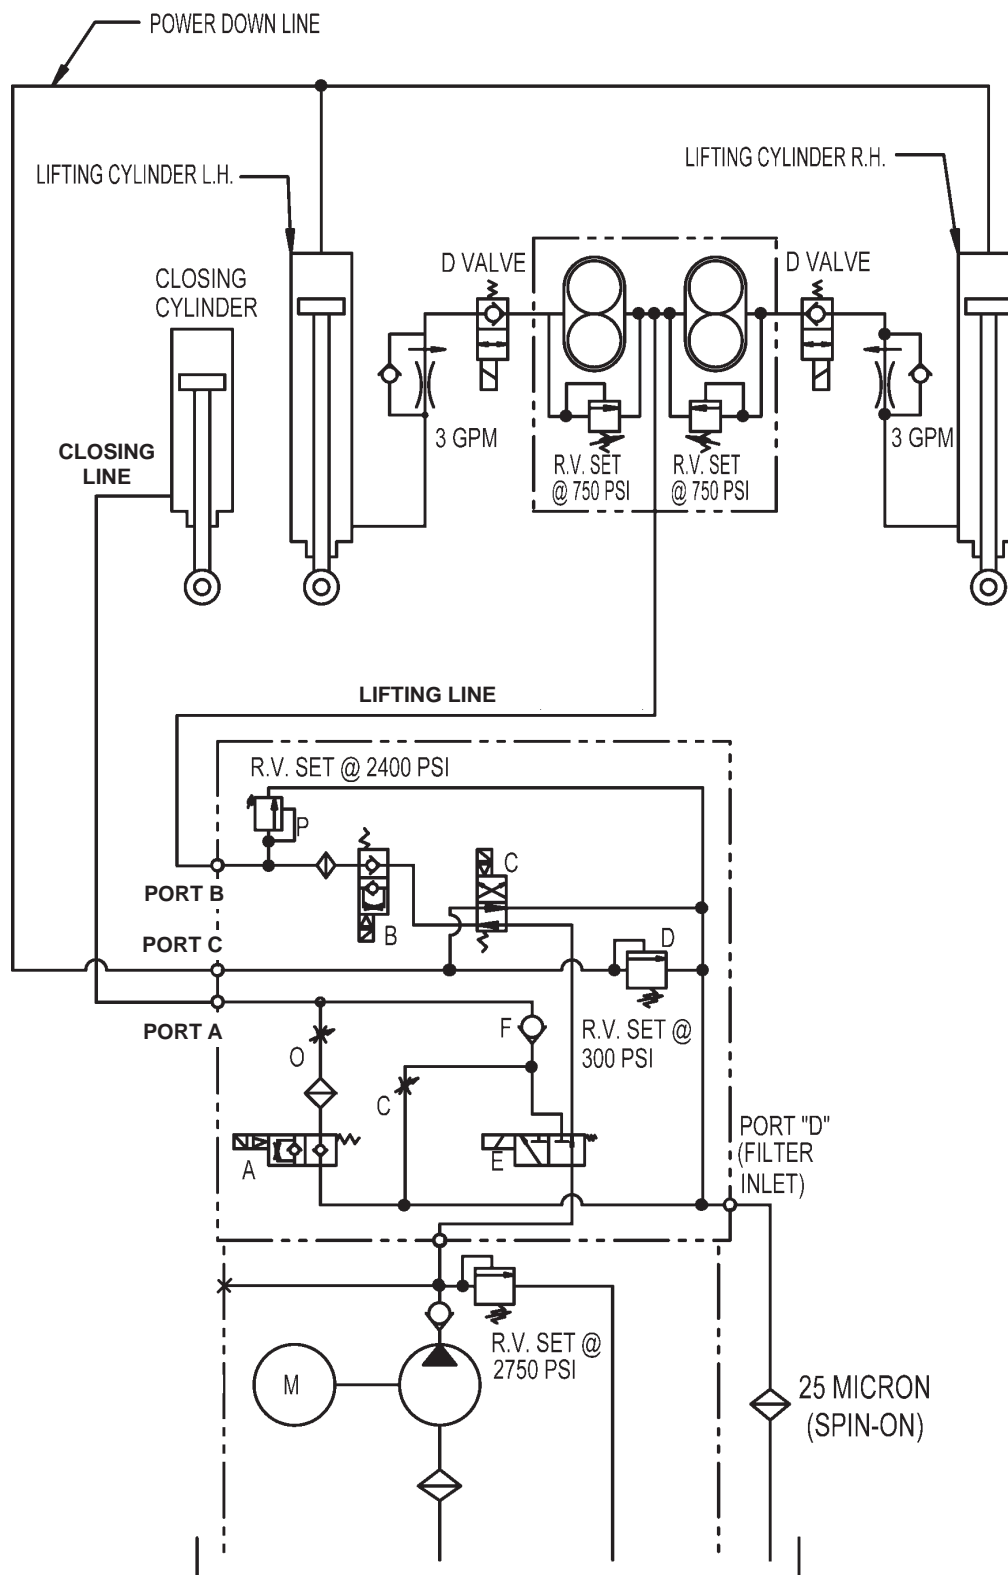 POWER DOWN LINE
LIFTING CYLINDER L.H.
LIFTING CYLINDER R.H.
CLOSING
CYLINDER
D VALVE
D VALVE
3 GPM
3 GPM
R.V. SET
@ 750 PSI
R.V. SET
@ 750 PSI
CLOSING
LINE
LIFTING LINE
R.V. SET @ 2400 PSI
P
C
B
PORT B
PORT C
D
PORT A
F
R.V. SET @
300 PSI
O
C
A
E
PORT "D"
(FILTER
INLET)
R.V. SET @
2750 PSI
M
25 MICRON
(SPIN-ON)